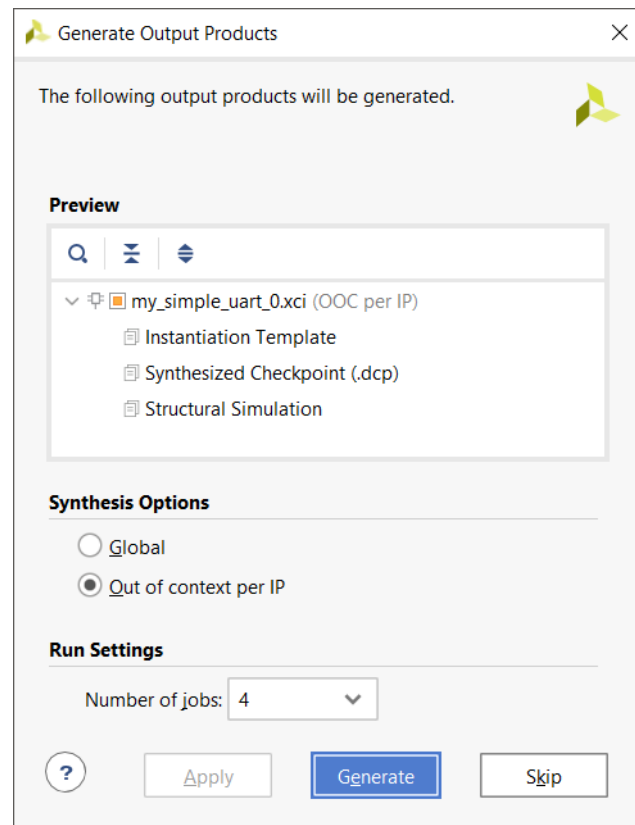 Generate Output Products
The following output products will be generated.
Preview
my_simple_uart_0.xci (OOC per IP)
Instantiation Template
Synthesized Checkpoint (.dcp)
Structural Simulation
Synthesis Options
Global
Out of context per IP
Run Settings
Number of jobs: 4
? Apply Generate Skip